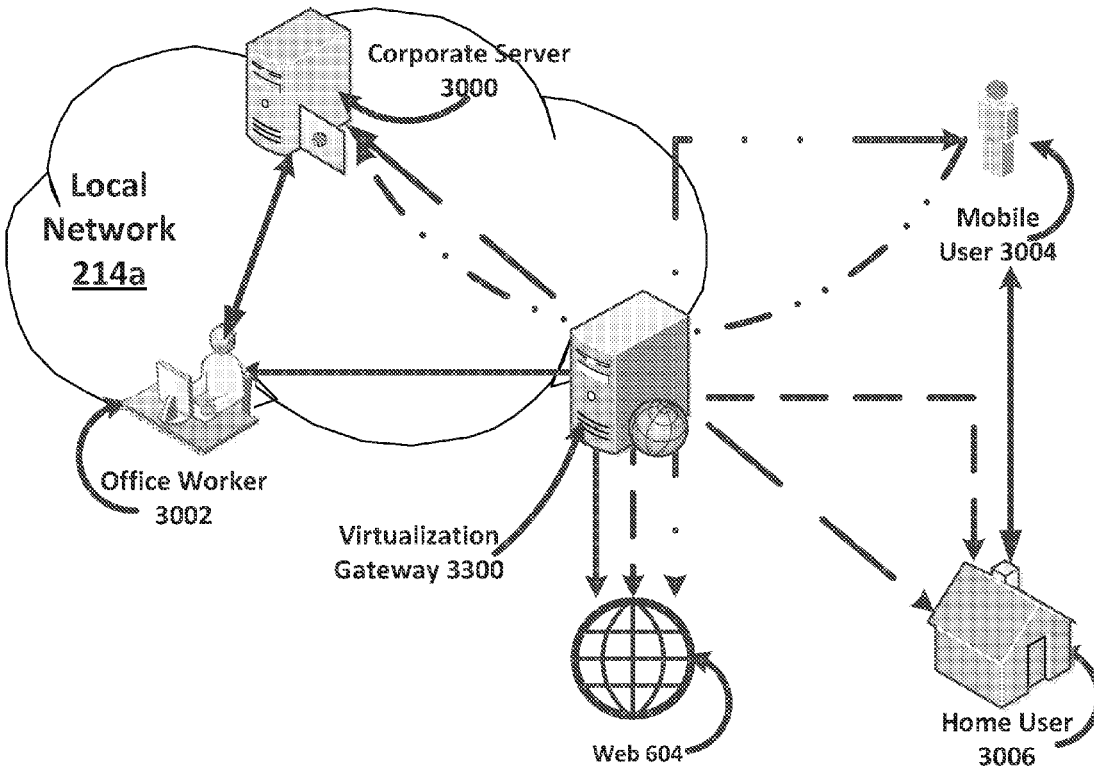 Corporate Server
3000
Local
Network
214a
Mobile
User 3004
Office Worker
3002
Virtualization
Gateway 3300
Web 604
Home User
3006